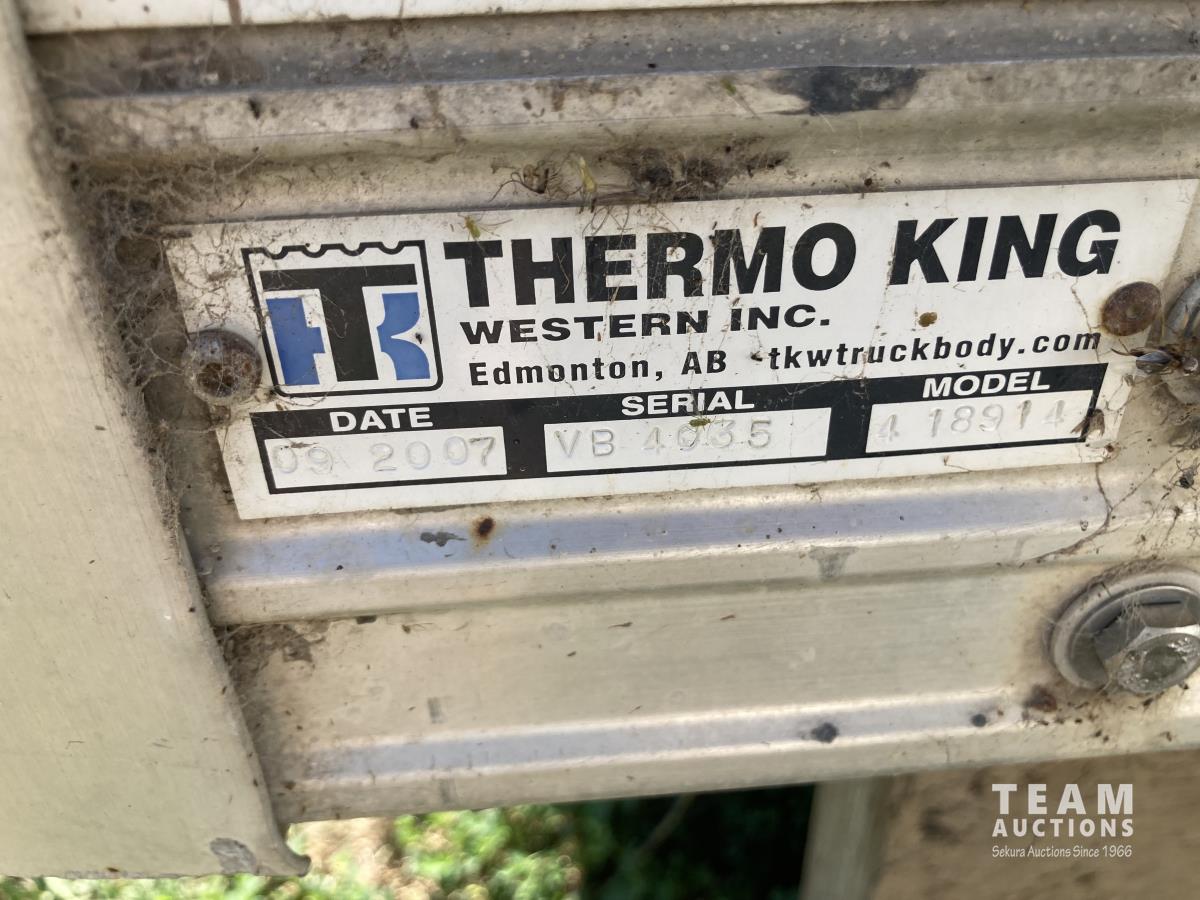 TK THERMO KING
WESTERN INC.
Edmonton, AB tkwtruckbody.com
DATE SERIAL MODEL
09 2007 VB 4035 4 18914
TEAM
AUCTIONS
Sekura Auctions Since 1966